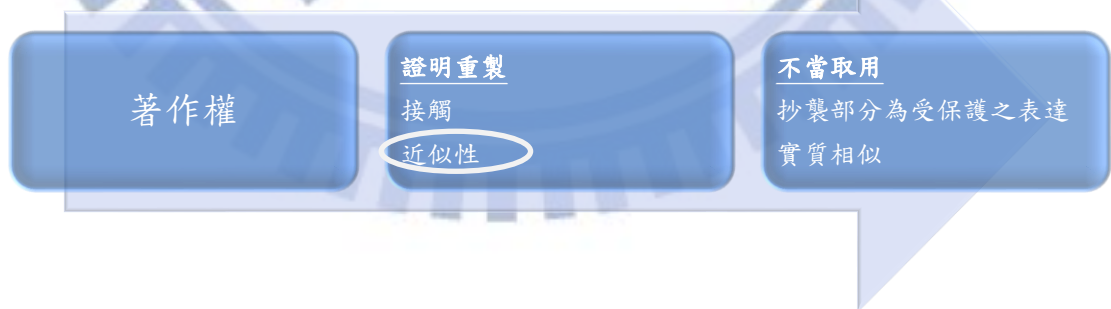 著作權
證明重製
接觸
近似性
不當取用
抄襲部分為受保護之表達
實質相似